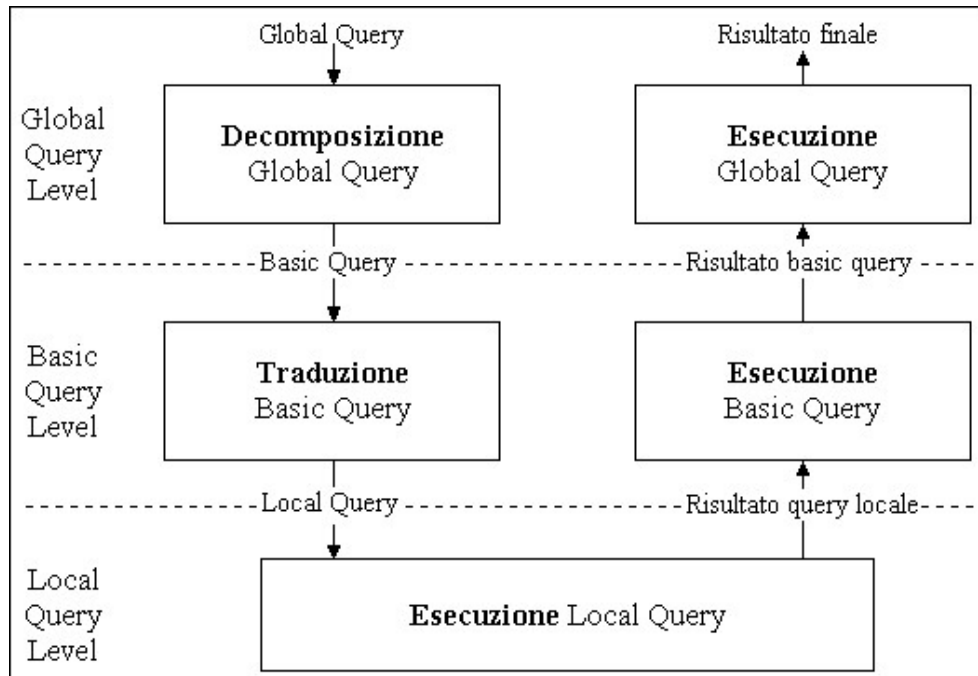 Global Query
Risultato finale
Global
Query
Level
Decomposizione
Global Query
Esecuzione
Global Query
Basic Query
Risultato basic query
Basic
Query
Level
Traduzione
Basic Query
Esecuzione
Basic Query
Local Query
Risultato query locale
Local
Query
Level
Esecuzione Local Query